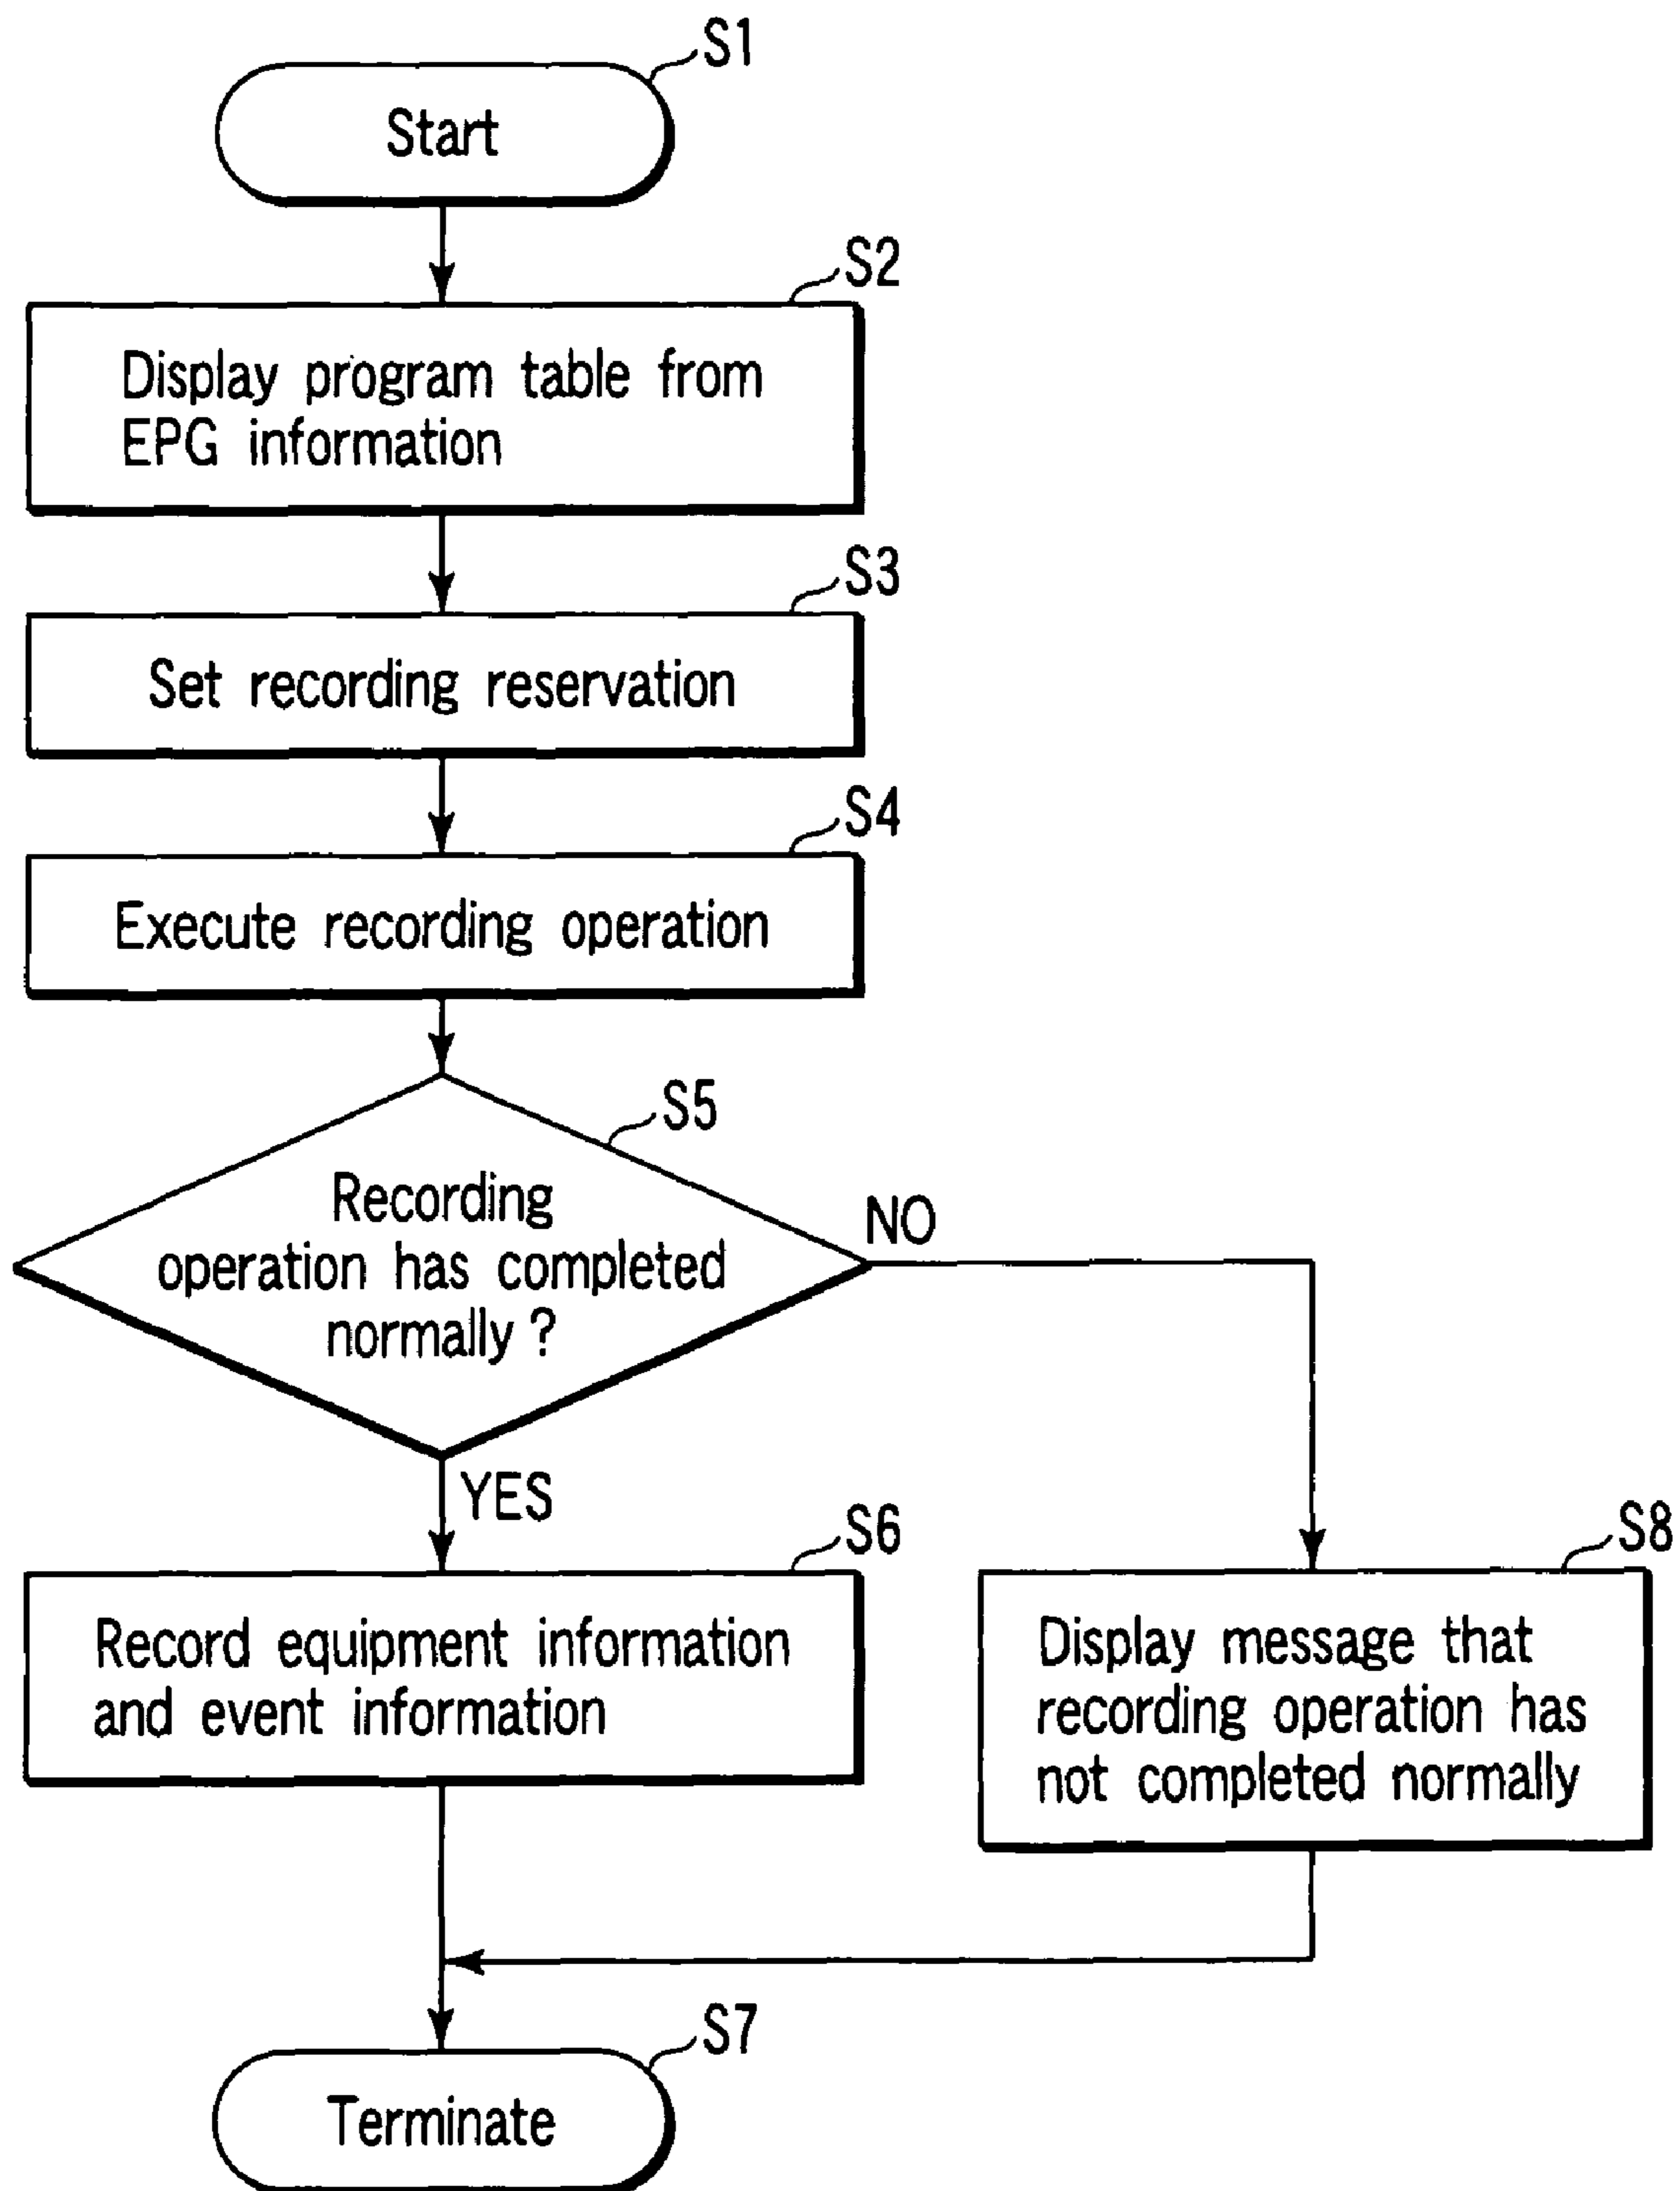 S1
Start
S2
Display program table from
EPG information
S3
Set recording reservation
S4
Execute recording operation
S5
Recording
operation has completed
normally ?
NO
YES
S6
Record equipment information
and event information
S8
Display message that
recording operation has
not completed normally
S7
Terminate